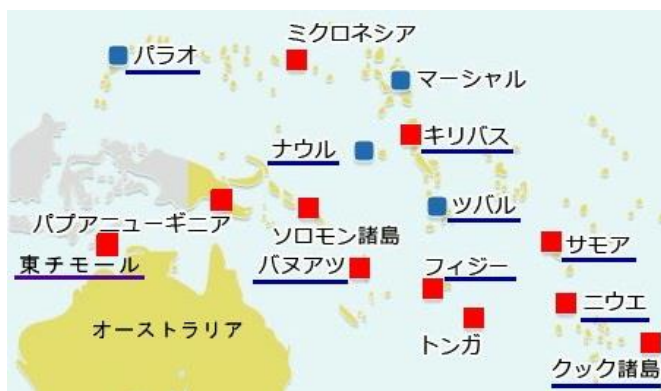 ミクロネシア
パラオ
マーシャル
キリバス
ナウル
ツバル
パプアニューギニア
ソロモン諸島
サモア
東チモール
バヌアツ
フィジー
ニウエ
オーストラリア
トンガ
クック諸島